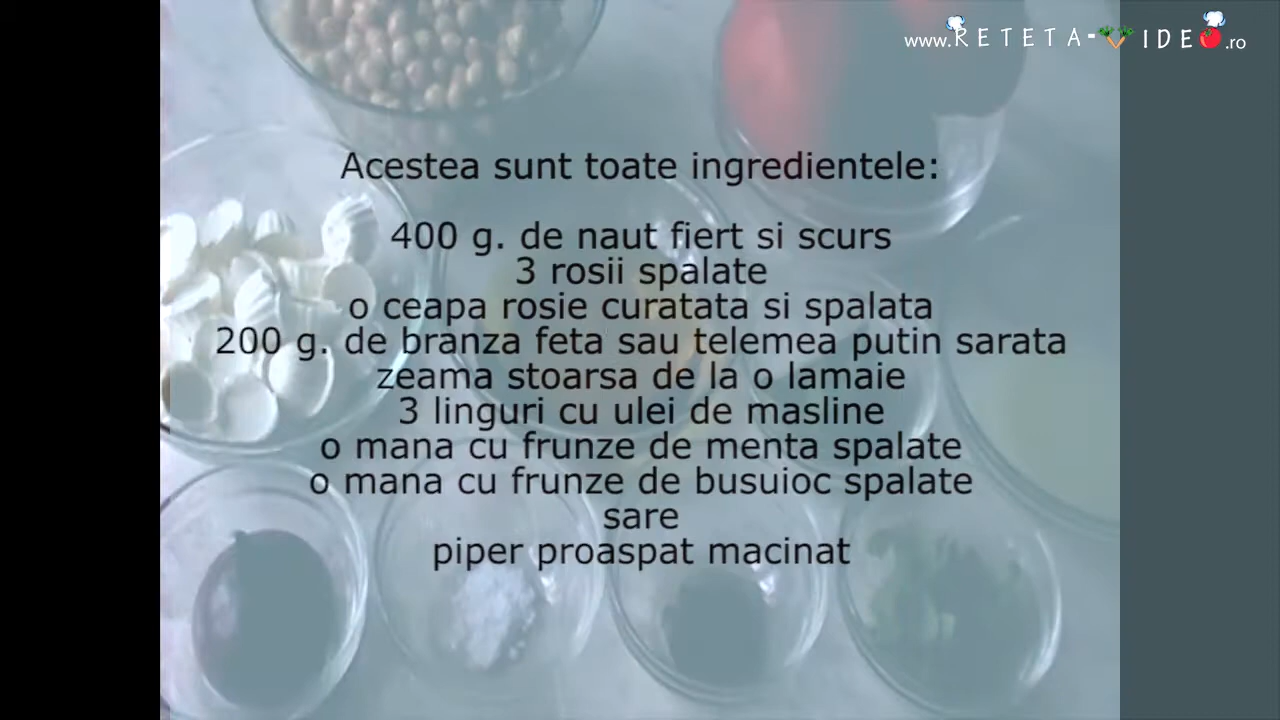 www.RETETA-VIDEO.ro
Acestea sunt toate ingredientele:
400 g. de naut fiert si scurs
3 rosii spalate
o ceapa rosie curatata si spalata
200 g. de branza feta sau telemea putin sarata
zeama stoarsa de la o lamaie
3 linguri cu ulei de masline
o mana cu frunze de menta spalate
o mana cu frunze de busuioc spalate
sare
piper proaspat macinat